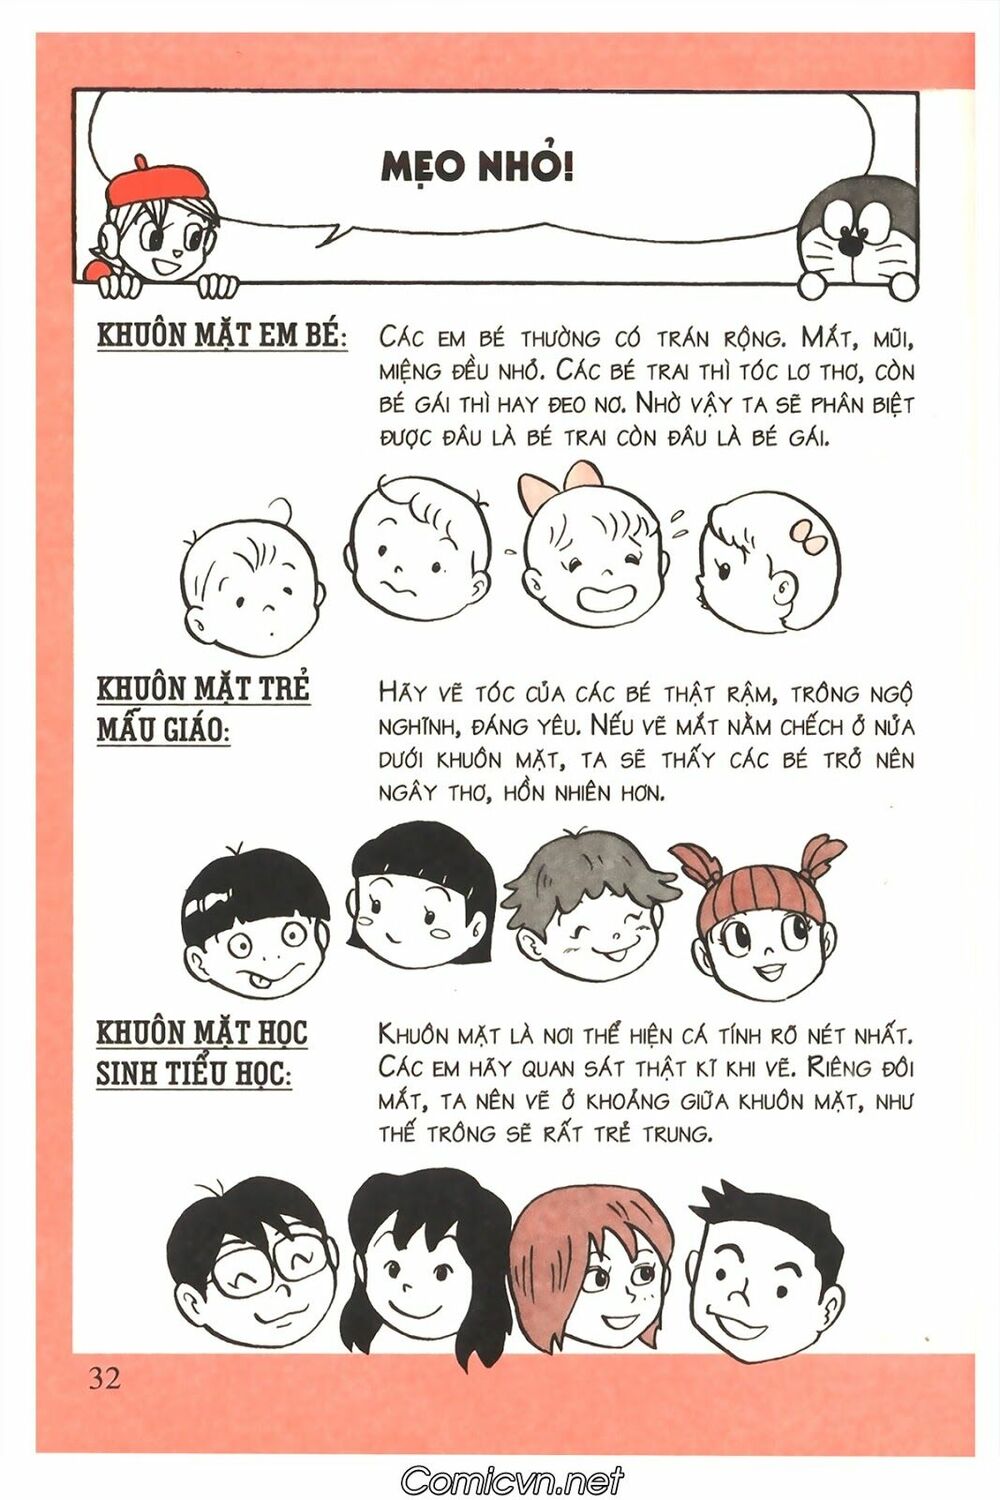 MẸO NHỎ!
KHUÔN MẶT EM BÉ:
CÁC EM BÉ THƯỜNG CÓ TRÁN RỘNG. MẮT, MŨI,
MIỆNG ĐỀU NHỎ. CÁC BÉ TRAI THÌ TÓC LƠ THƠ, CÒN
BÉ GÁI THÌ HAY ĐEO NƠ. NHỜ VẬY TA SẼ PHÂN BIỆT
ĐƯỢC ĐÂU LÀ BÉ TRAI CÒN ĐÂU LÀ BÉ GÁI.
KHUÔN MẶT TRẺ
MẪU GIÁO:
HÃY VẼ TÓC CỦA CÁC BÉ THẬT RẬM, TRÔNG NGỘ
NGHĨNH, ĐÁNG YÊU. NẾU VẼ MẮT NẰM CHẾCH Ở NỬA
DƯỚI KHUÔN MẶT, TA SẼ THẤY CÁC BÉ TRỞ NÊN
NGÂY THƠ, HỒN NHIÊN HƠN.
KHUÔN MẶT HỌC
SINH TIỂU HỌC:
KHUÔN MẶT LÀ NƠI THỂ HIỆN CÁ TÍNH RÕ NÉT NHẤT.
CÁC EM HÃY QUAN SÁT THẬT KĨ KHI VẼ. RIÊNG ĐÔI
MẮT, TA NÊN VẼ Ở KHOẢNG GIỮA KHUÔN MẶT, NHƯ
THẾ TRÔNG SẼ RẤT TRẺ TRUNG.
32
Comicvn.net